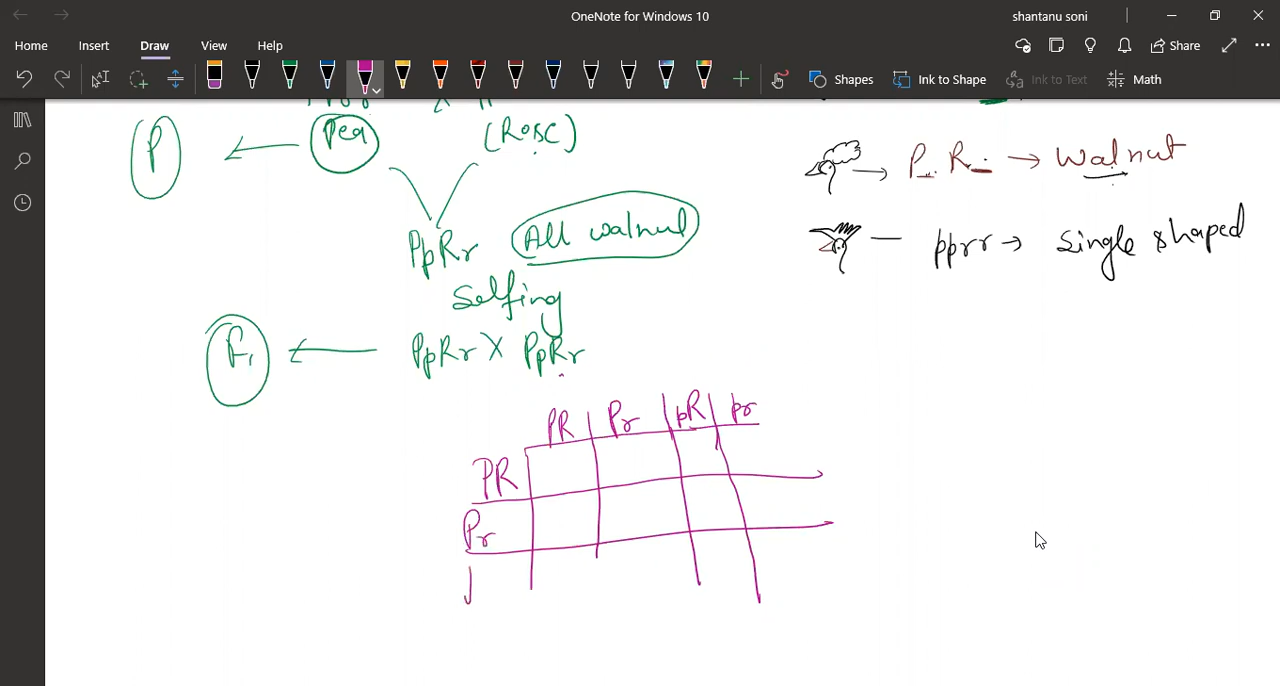 OneNote for Windows 10
shantanu soni
Home Insert Draw View Help
Share
Shapes
Ink to Shape
Ink to Text
Math
P
Pea
(Rose)
P_R_ → walnut
PpRr
All walnut
pprr → Single shaped
Selfing
F1
PpRr X PpRr
PR Pr pR pr
PR
Pr